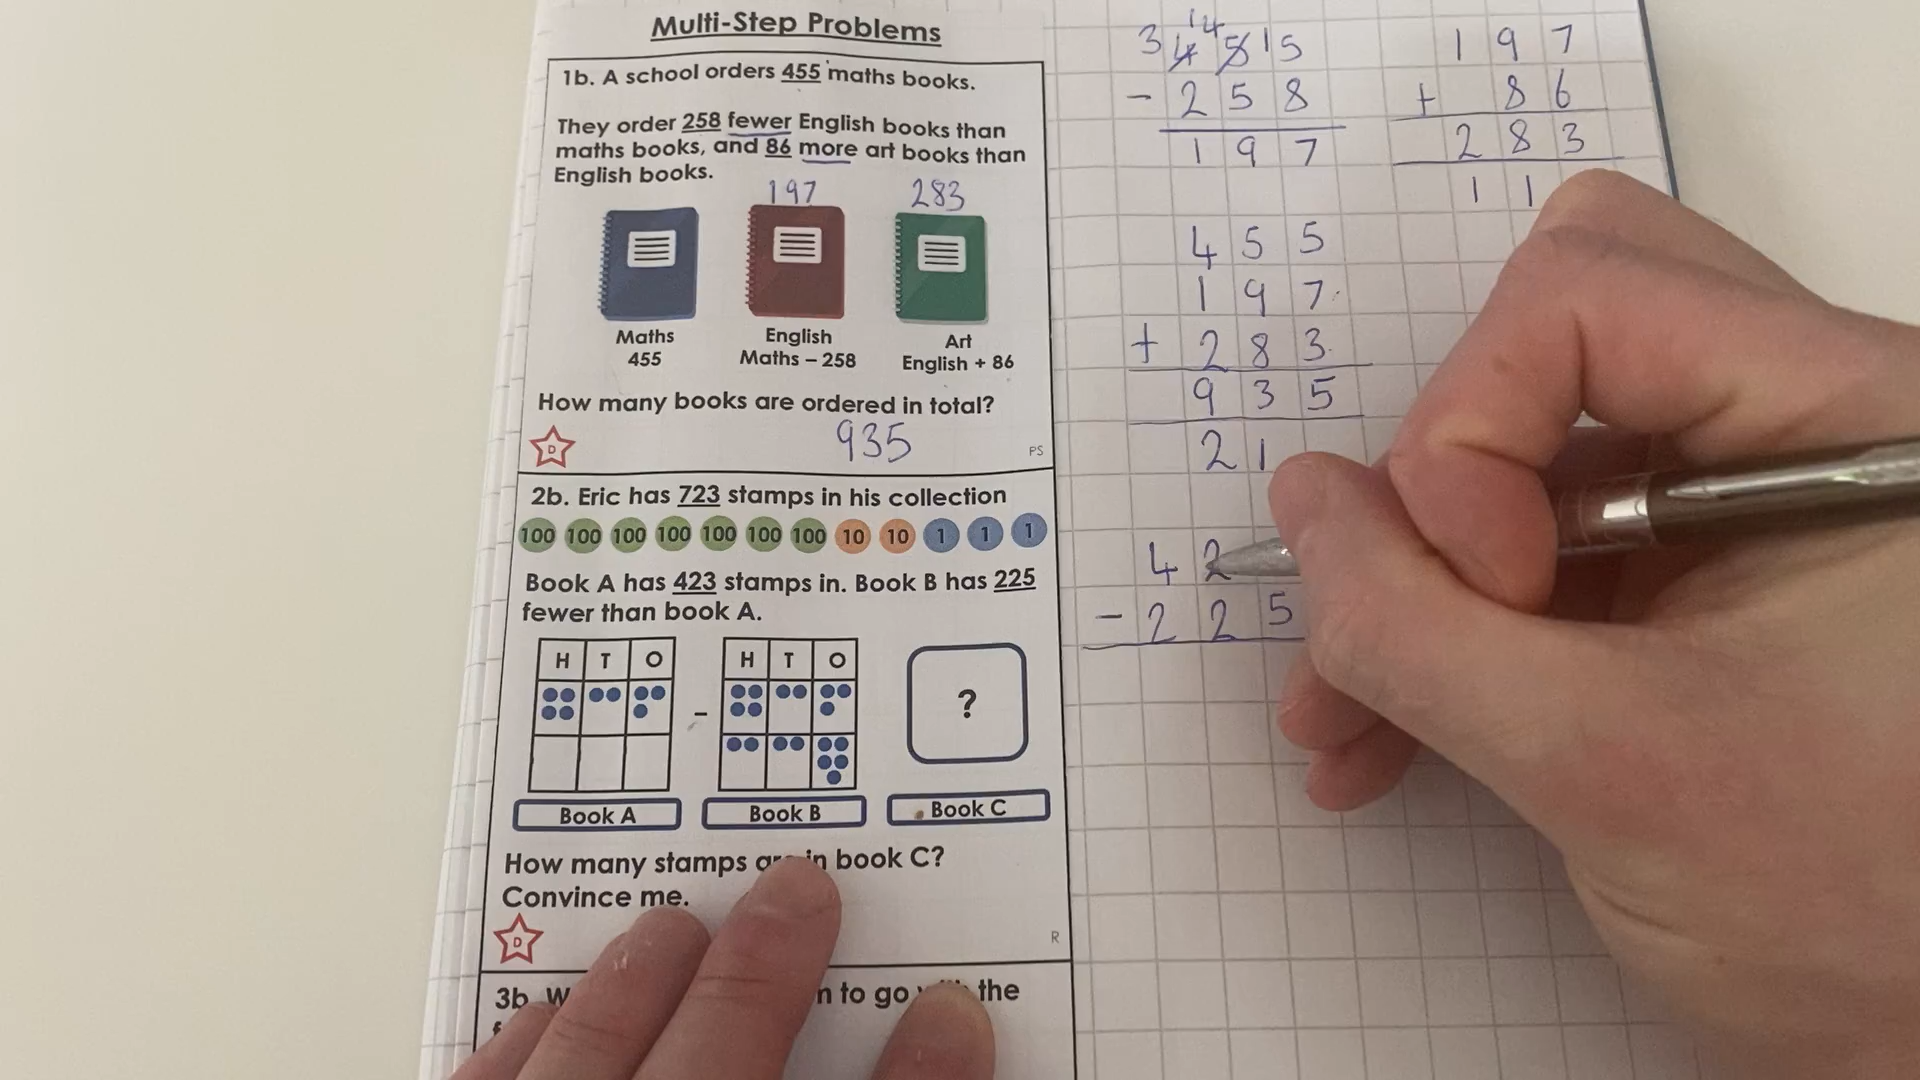 Multi-Step Problems
1b. A school orders 455 maths books.
They order 258 fewer English books than
maths books, and 86 more art books than
English books.
197 283
Maths
455
English
Maths – 258
Art
English + 86
How many books are ordered in total?
935
D
PS
2b. Eric has 723 stamps in his collection
100 100 100 100 100 100 100 10 10 1 1 1
Book A has 423 stamps in. Book B has 225
fewer than book A.
H T O
H T O
–
?
Book A
Book B
Book C
How many stamps in book C?
Convince me.
D
R
3b. n to go the
3 14
4 5 15
- 2 5 8
1 9 7
1 9 7
+ 8 6
2 8 3
1 1
4 5 5
1 9 7
+ 2 8 3
9 3 5
2 1
4 2
- 2 2 5